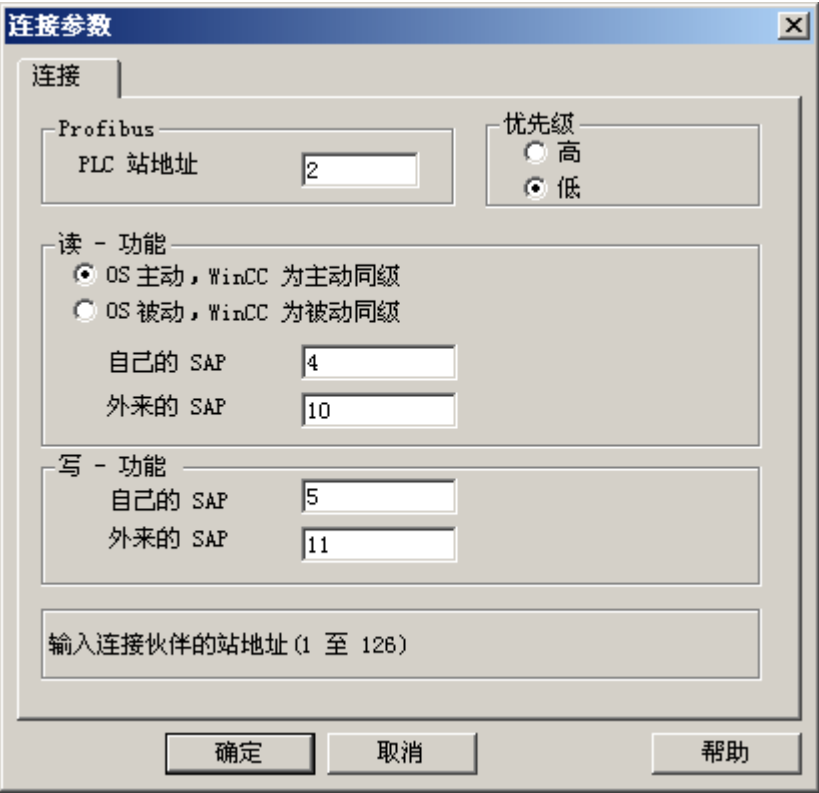 连接参数
连接
Profibus
PLC 站地址
2
优先级
高
低
读 - 功能
OS 主动，WinCC 为主动同级
OS 被动，WinCC 为被动同级
自己的 SAP
4
外来的 SAP
10
写 - 功能
自己的 SAP
5
外来的 SAP
11
输入连接伙伴的站地址(1 至 126)
确定
取消
帮助